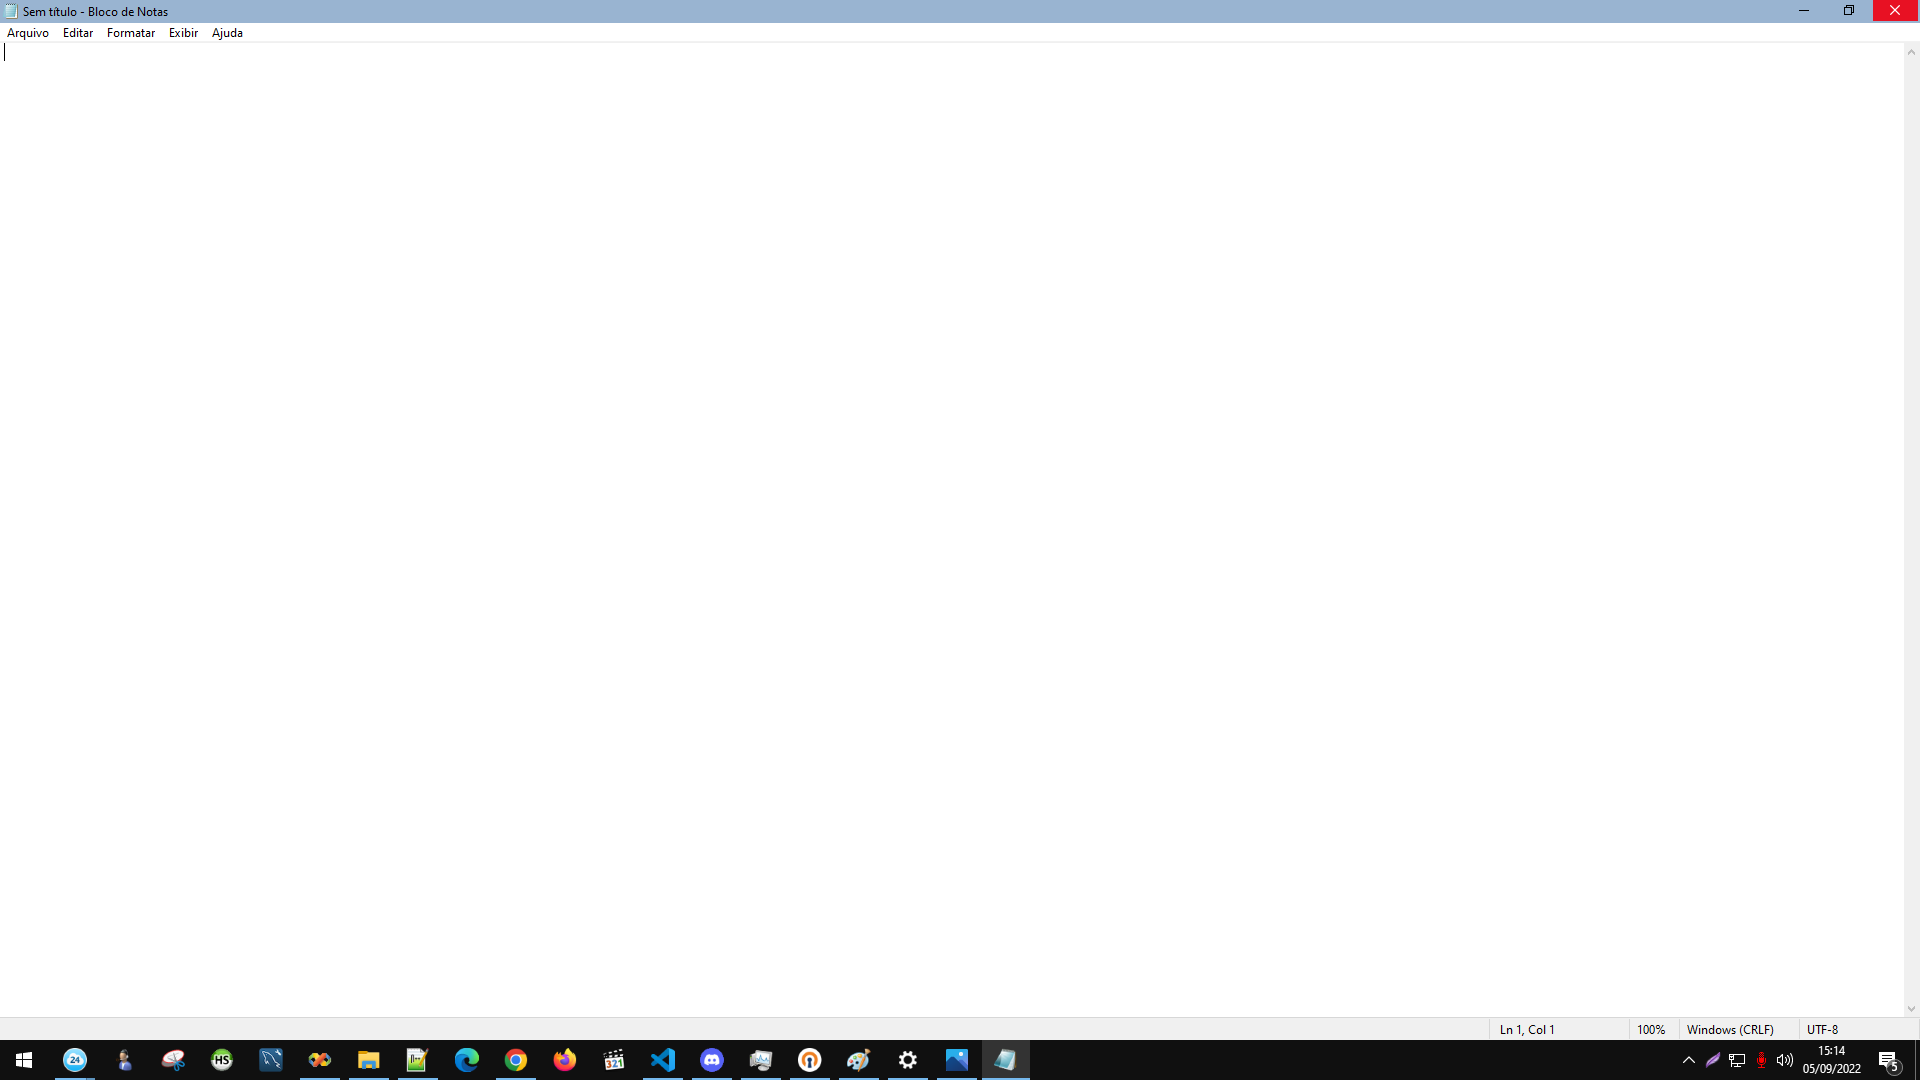 Sem título - Bloco de Notas
Arquivo Editar Formatar Exibir Ajuda
Ln 1, Col 1 100% Windows (CRLF) UTF-8
24
HS
321
15:14
05/09/2022
5